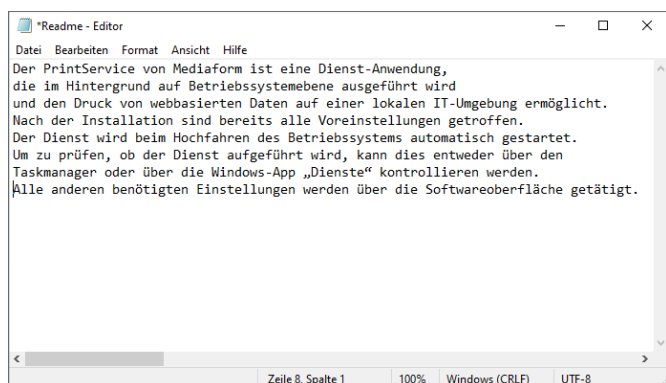 *Readme - Editor
Datei Bearbeiten Format Ansicht Hilfe
Der PrintService von Mediaform ist eine Dienst-Anwendung,
die im Hintergrund auf Betriebssystemebene ausgeführt wird
und den Druck von webbasierten Daten auf einer lokalen IT-Umgebung ermöglicht.
Nach der Installation sind bereits alle Voreinstellungen getroffen.
Der Dienst wird beim Hochfahren des Betriebssystems automatisch gestartet.
Um zu prüfen, ob der Dienst aufgeführt wird, kann dies entweder über den
Taskmanager oder über die Windows-App „Dienste“ kontrollieren werden.
Alle anderen benötigten Einstellungen werden über die Softwareoberfläche getätigt.
Zeile 8, Spalte 1 100% Windows (CRLF) UTF-8